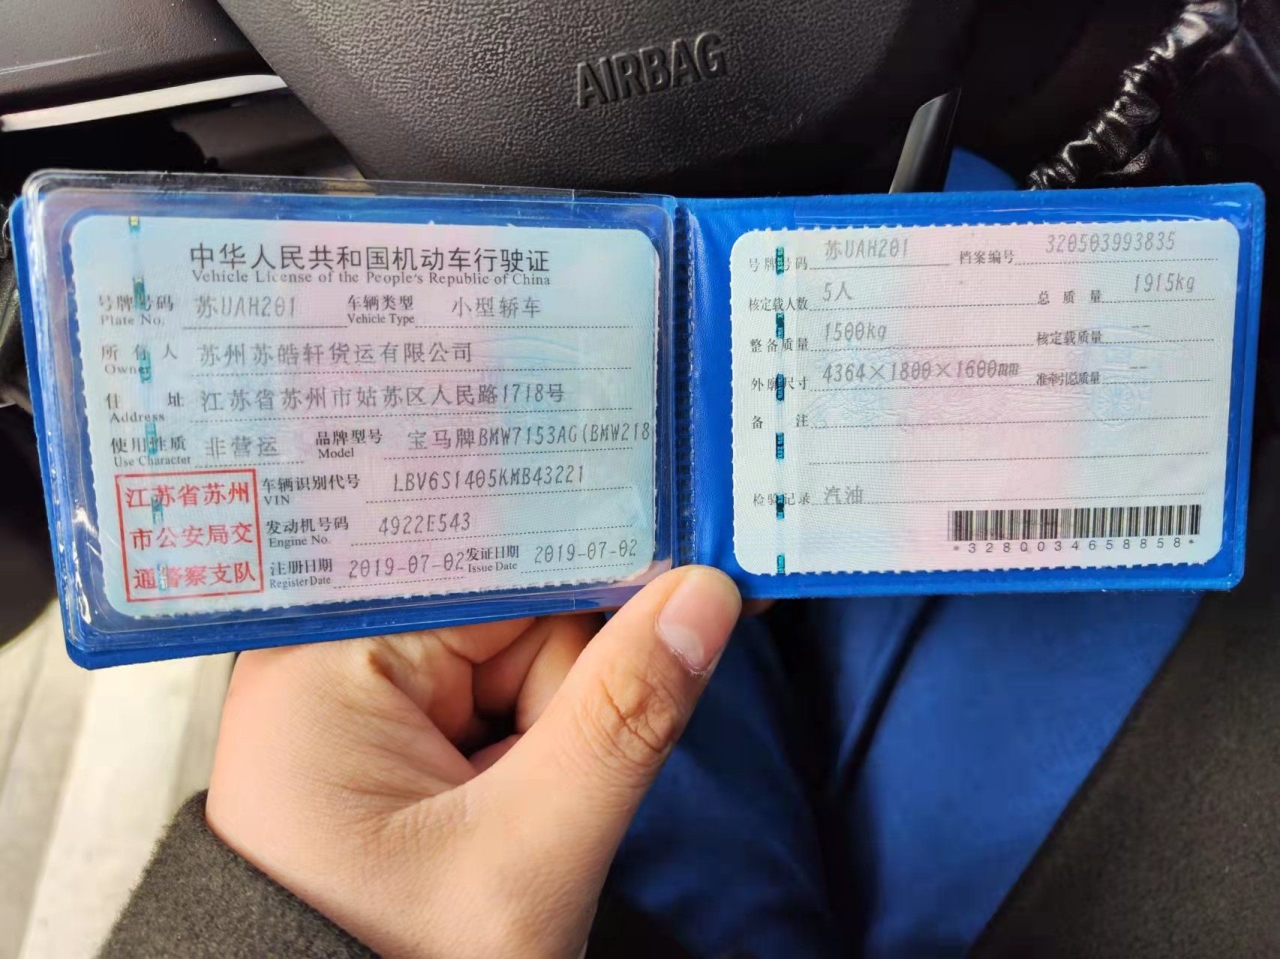 AIRBAG
中华人民共和国机动车行驶证
Vehicle License of the People's Republic of China
号牌号码 苏UAH201 车辆类型 小型轿车
Plate No. Vehicle Type
所有人 苏州苏皓轩货运有限公司
Owner
住址 江苏省苏州市姑苏区人民路1718号
Address
使用性质 非营运 品牌型号 宝马牌BMW7153AG(BMW218
Use Character Model
江苏省苏州
市公安局交
通警察支队
车辆识别代号 LBV6S1405KMB43221
VIN
发动机号码 4922E543
Engine No.
注册日期 2019-07-02 发证日期 2019-07-02
Register Date Issue Date
号牌号码 苏UAH201 档案编号 320503993835
核定载人数 5人 总质量 1915kg
整备质量 1500kg 核定载质量 --
外廓尺寸 4364×1800×1600mm 准牵引总质量 --
备注
检验记录 汽油
*3280034658858*